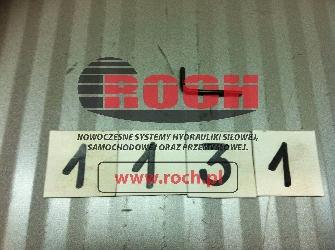 ROCH
NOWOCZESNE SYSTEMY HYDRAULIKI SIŁOWEJ,
SAMOCHODOWEJ ORAZ PRZEMYSŁOWEJ.
1 1 3 1
www.roch.pl